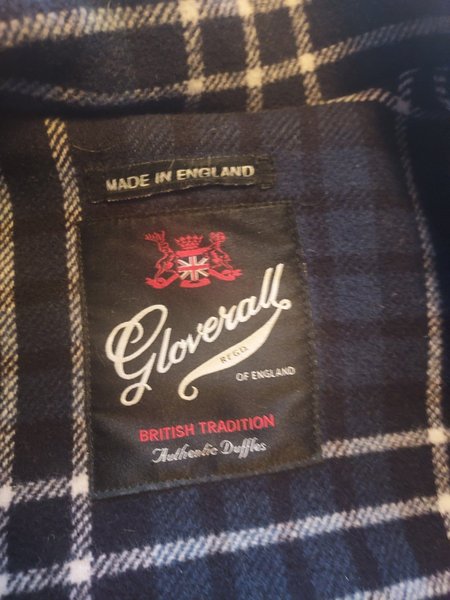 MADE IN ENGLAND
Gloverall
REGD.
OF ENGLAND
BRITISH TRADITION
Authentic Duffles